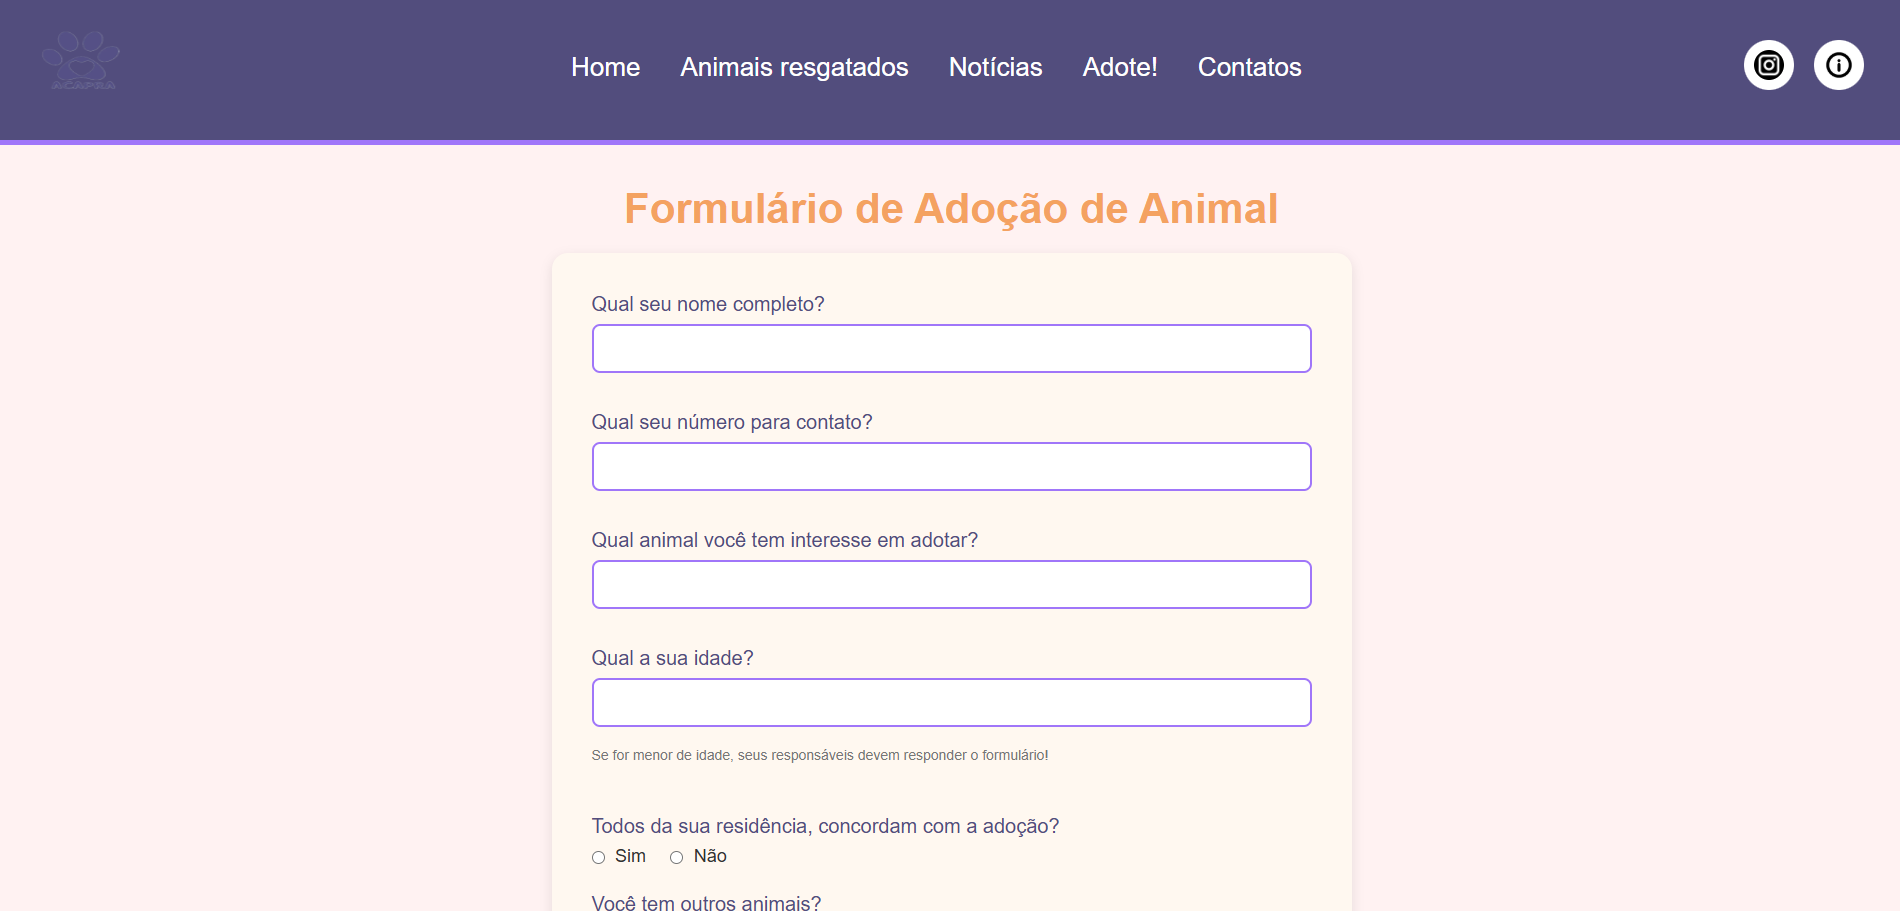 ACAPRA
Home
Animais resgatados
Notícias
Adote!
Contatos
Formulário de Adoção de Animal
Qual seu nome completo?
Qual seu número para contato?
Qual animal você tem interesse em adotar?
Qual a sua idade?
Se for menor de idade, seus responsáveis devem responder o formulário!
Todos da sua residência, concordam com a adoção?
Sim Não
Você tem outros animais?